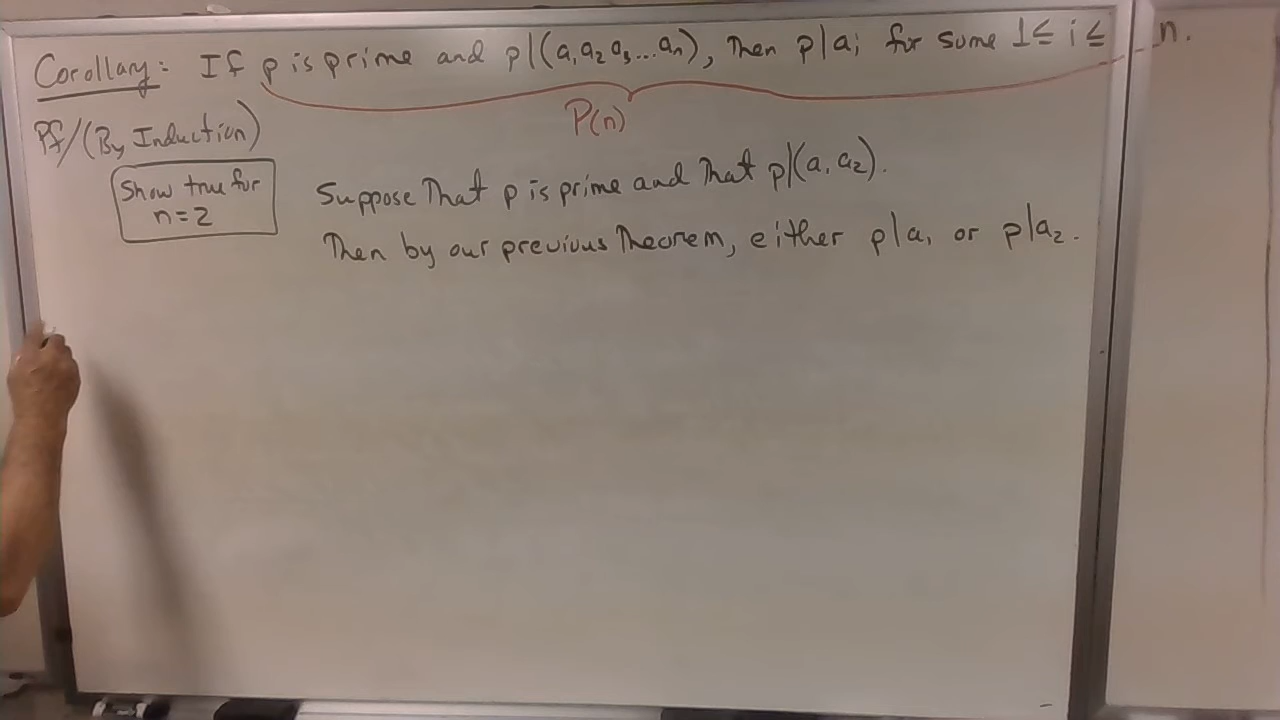 Corollary: If p is prime and p|(a₁a₂a₃...aₙ), Then p|aᵢ for some 1≤ i ≤ n.
P(n)
Pf/(By Induction)
Show true for
n=2
Suppose That p is prime and That p|(a₁a₂).
Then by our previous Theorem, either p|a₁ or p|a₂.